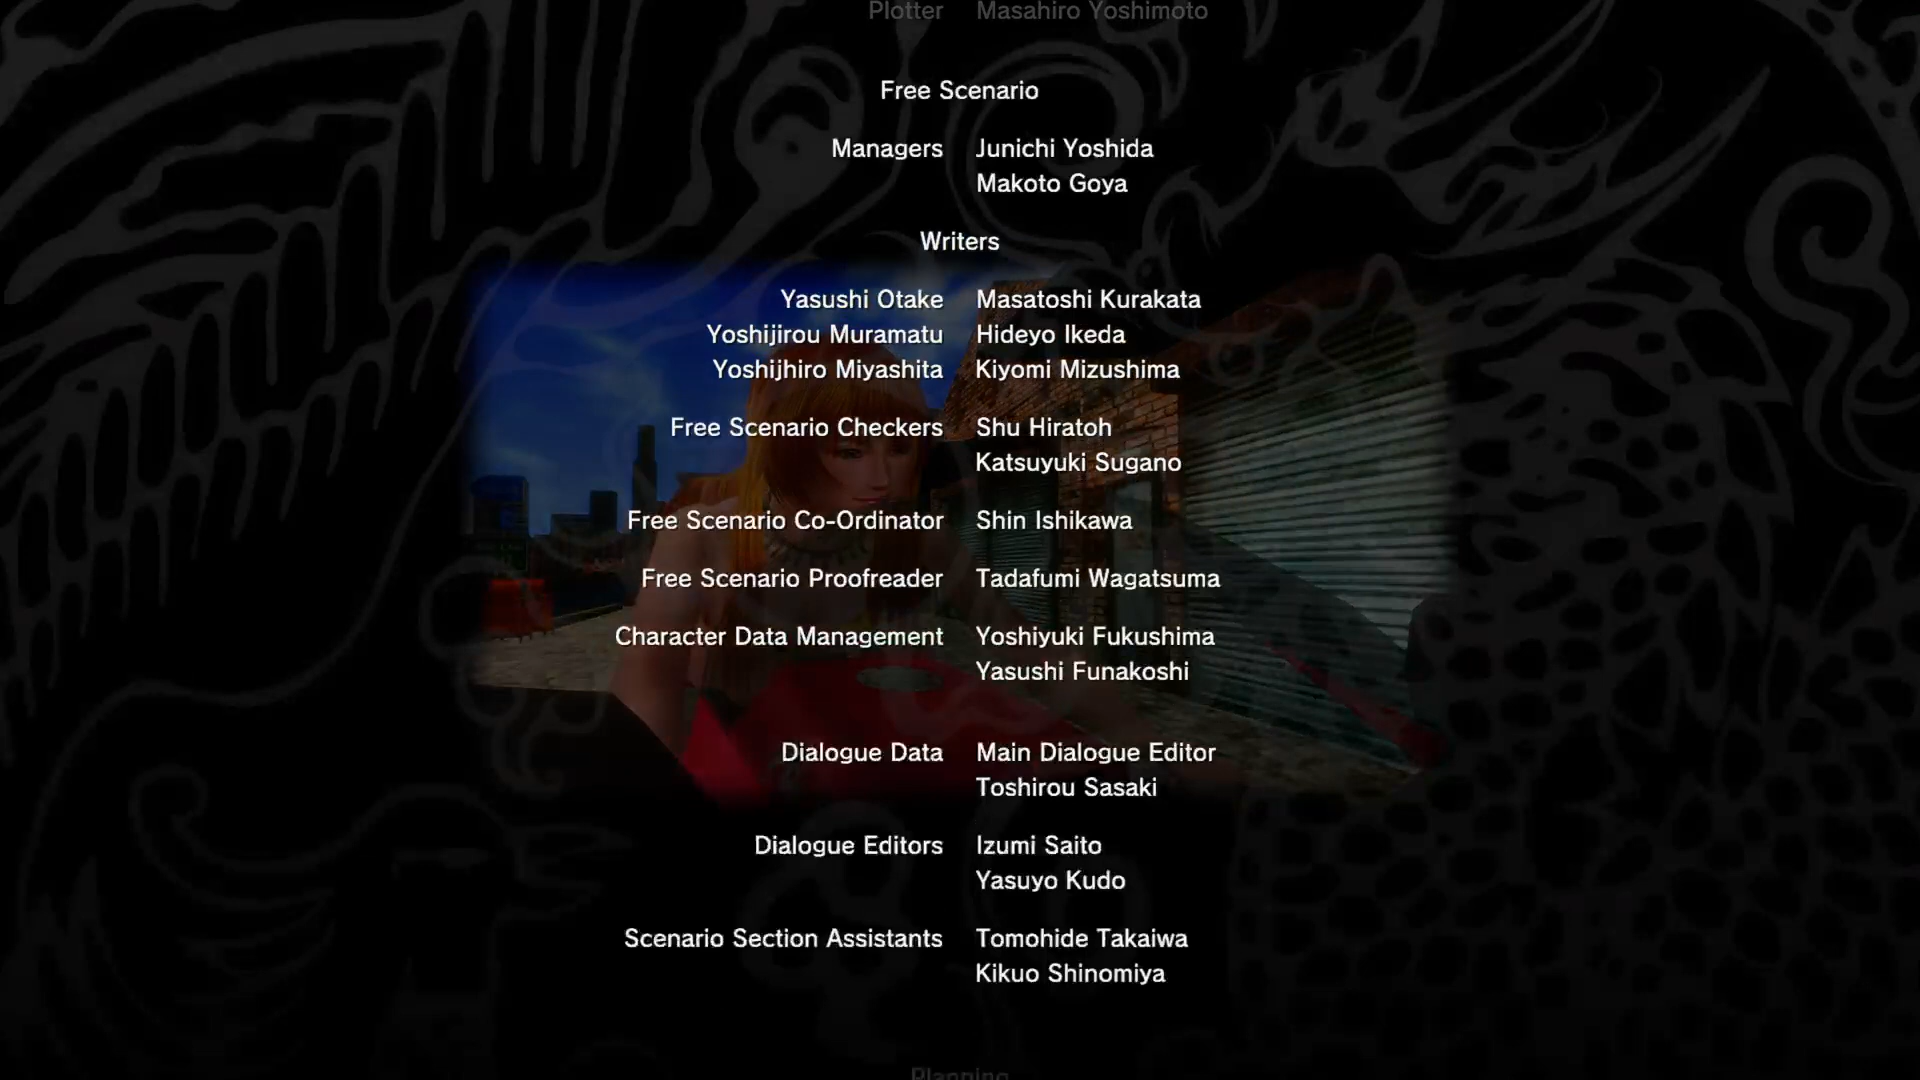 Plotter Masahiro Yoshimoto
Free Scenario
Managers Junichi Yoshida
Makoto Goya
Writers
Yasushi Otake Masatoshi Kurakata
Yoshijirou Muramatu Hideyo Ikeda
Yoshijhiro Miyashita Kiyomi Mizushima
Free Scenario Checkers Shu Hiratoh
Katsuyuki Sugano
Free Scenario Co-Ordinator Shin Ishikawa
Free Scenario Proofreader Tadafumi Wagatsuma
Character Data Management Yoshiyuki Fukushima
Yasushi Funakoshi
Dialogue Data Main Dialogue Editor
Toshirou Sasaki
Dialogue Editors Izumi Saito
Yasuyo Kudo
Scenario Section Assistants Tomohide Takaiwa
Kikuo Shinomiya
Planning